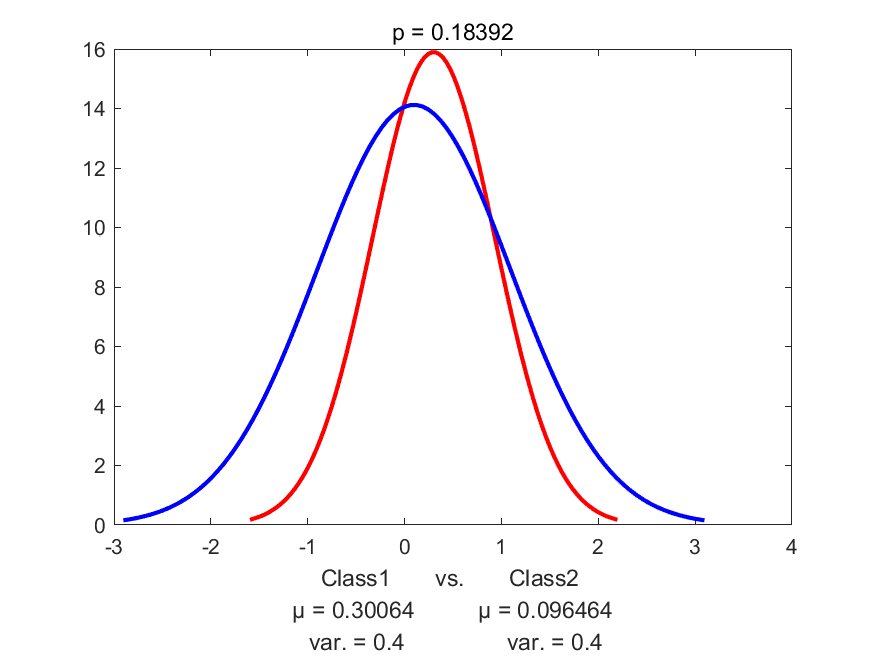 p = 0.18392
16
14
12
10
8
6
4
2
0
-3 -2 -1 0 1 2 3 4
Class1 vs. Class2
μ = 0.30064 μ = 0.096464
var. = 0.4 var. = 0.4